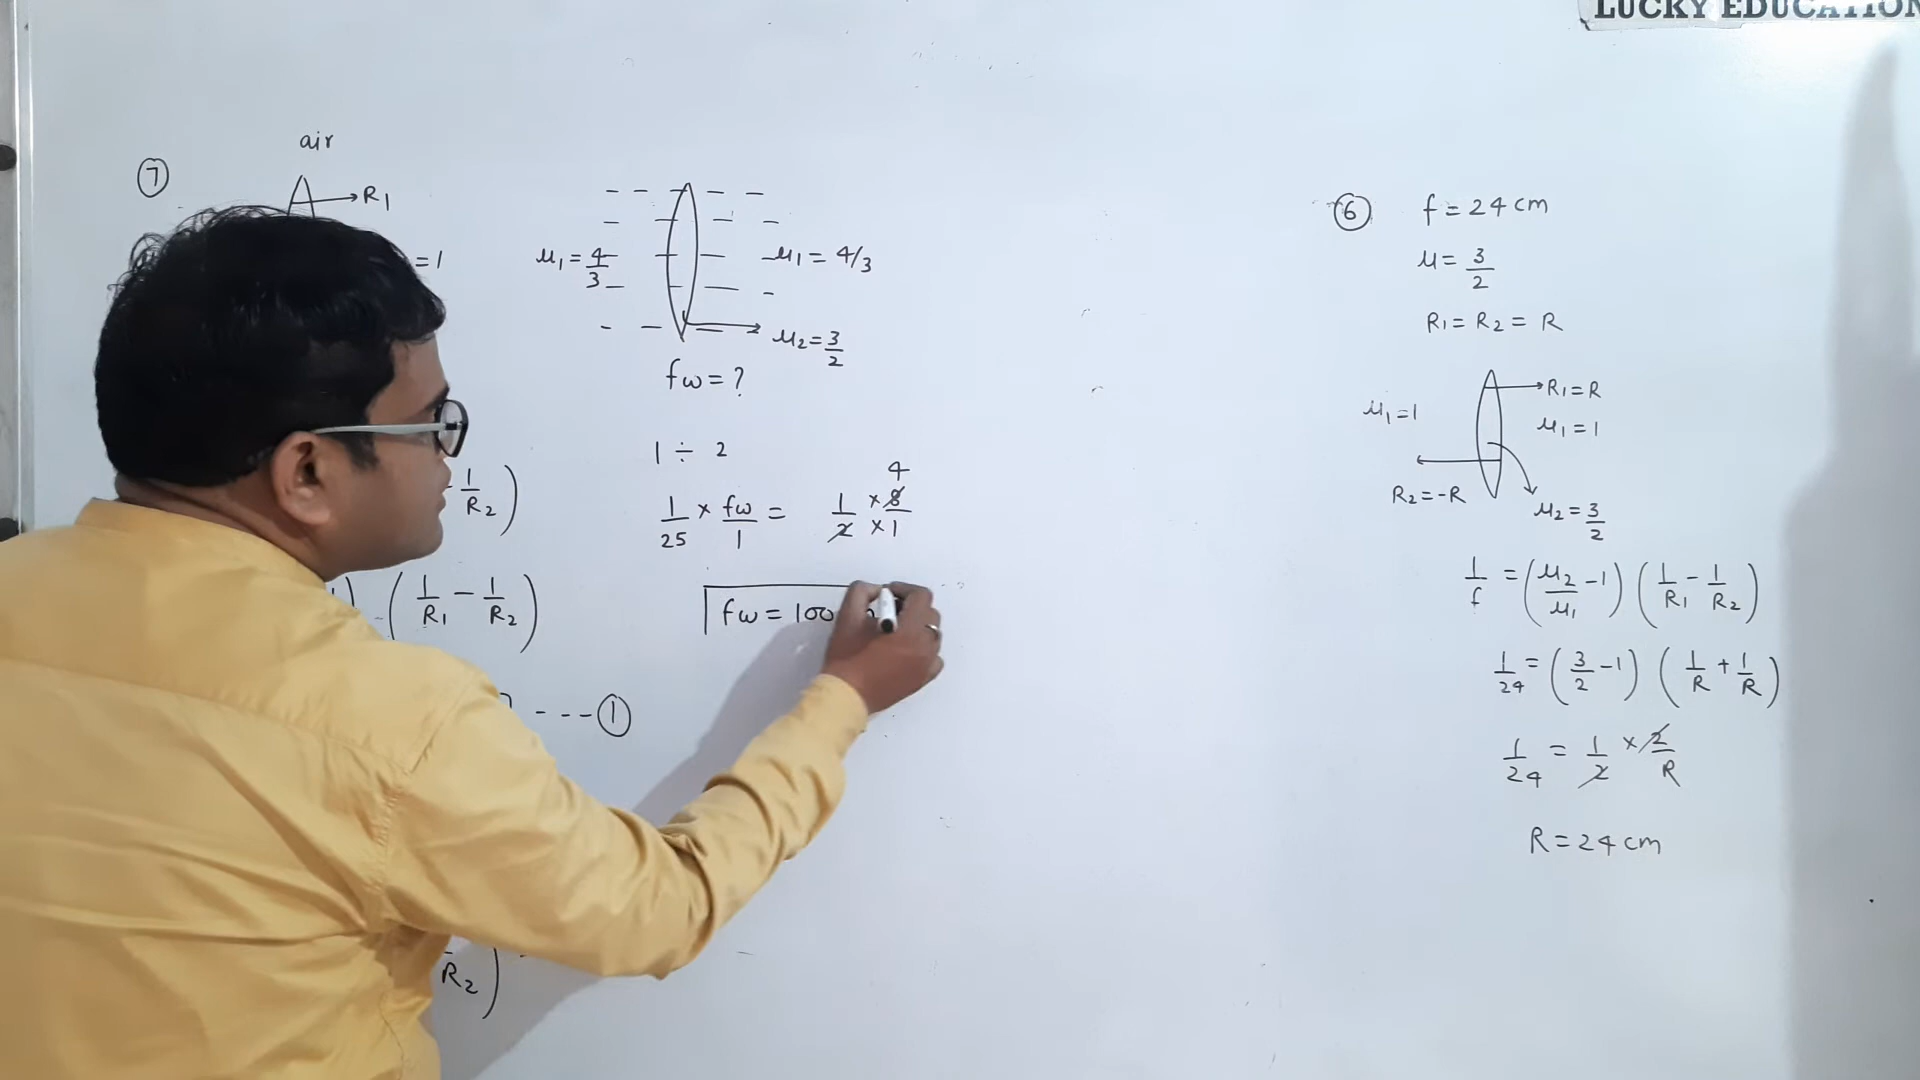 LUCKY EDUCATION
⑦
air
R₁
=1
1/R₂)
(1/R₁ - 1/R₂)
---①
R₂)
μ₁ = 4/3
μ₁ = 4/3
μ₂ = 3/2
fω = ?
1 ÷ 2
1/25 × fω/1 = 1/2 × 8/1
4
fω = 100
⑥ f = 24 cm
μ = 3/2
R₁ = R₂ = R
R₁ = R
μ₁ = 1
μ₁ = 1
R₂ = -R
μ₂ = 3/2
1/f = (μ₂/μ₁ - 1) (1/R₁ - 1/R₂)
1/24 = (3/2 - 1) (1/R + 1/R)
1/24 = 1/2 × 2/R
R = 24 cm